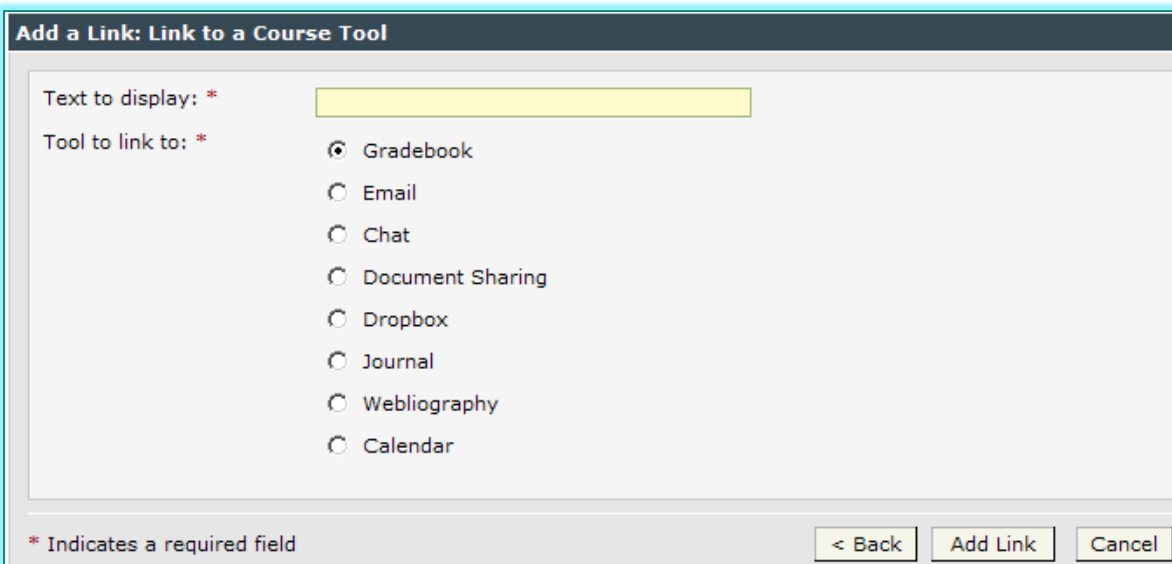 Add a Link: Link to a Course Tool
Text to display: *
Tool to link to: *
Gradebook
Email
Chat
Document Sharing
Dropbox
Journal
Webliography
Calendar
* Indicates a required field
< Back
Add Link
Cancel